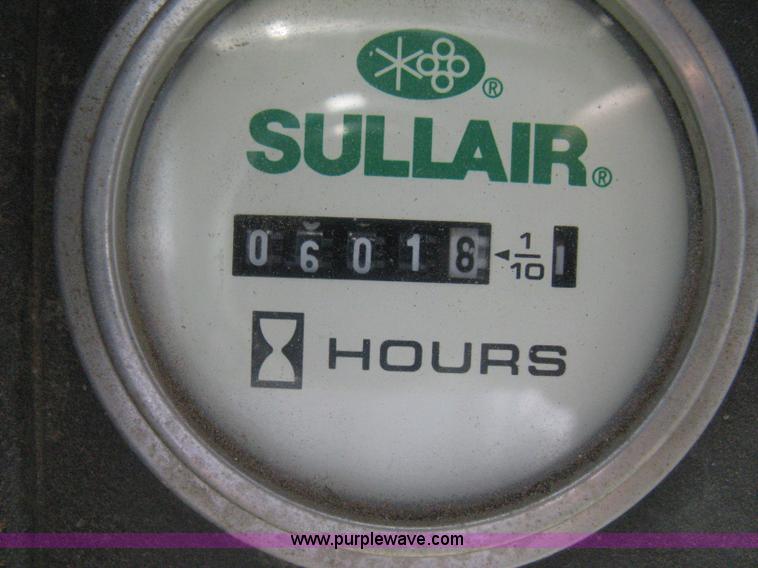 ®
SULLAIR®
06018 ◄ 1/10
HOURS
www.purplewave.com